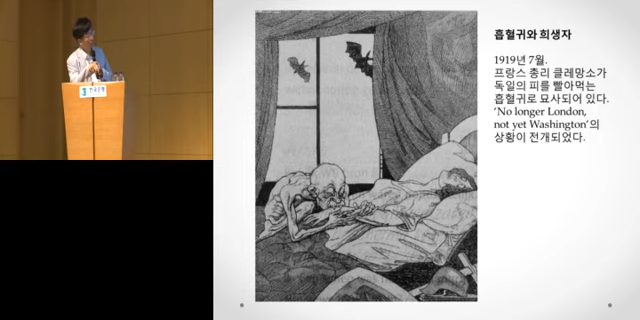 흡혈귀와 희생자
1919년 7월.
프랑스 총리 클레망소가
독일의 피를 빨아먹는
흡혈귀로 묘사되어 있다.
‘No longer London,
not yet Washington’의
상황이 전개되었다.